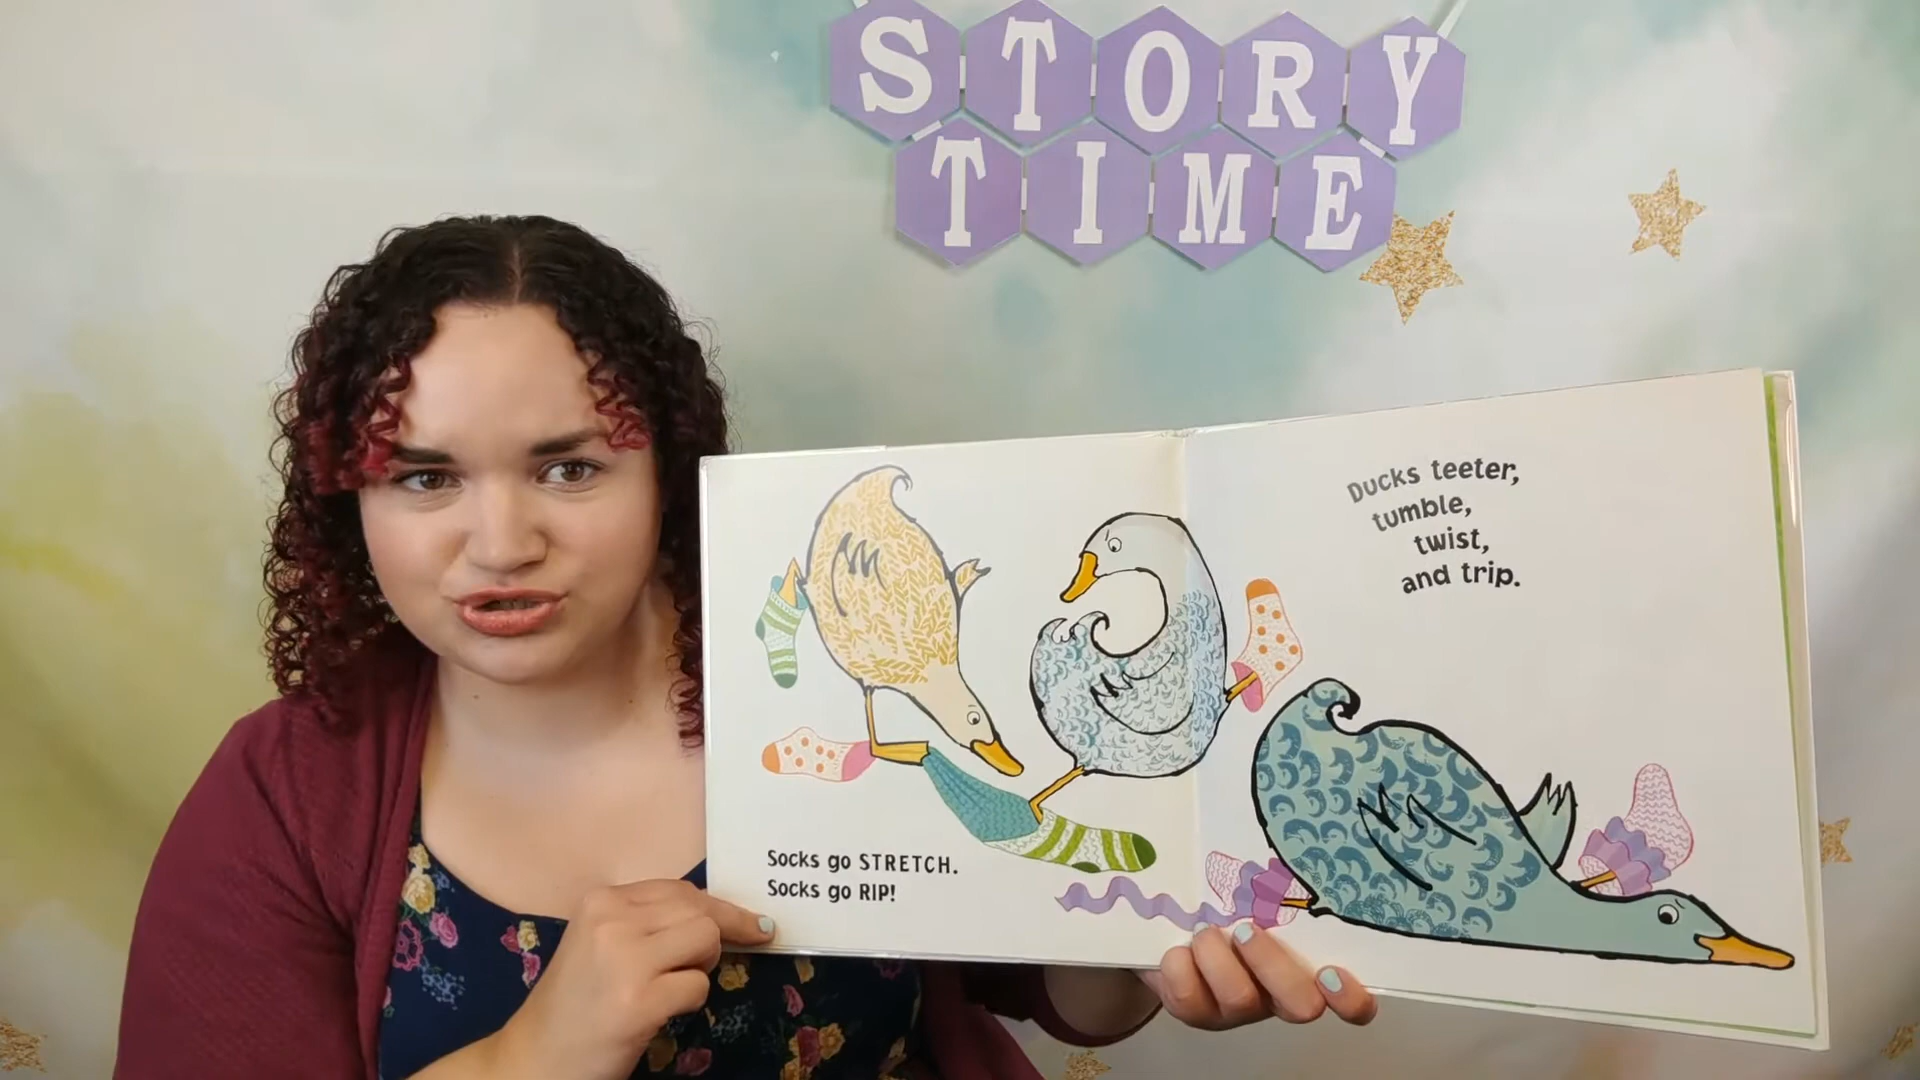 STORY
TIME
Socks go STRETCH.
Socks go RIP!
Ducks teeter,
tumble,
twist,
and trip.